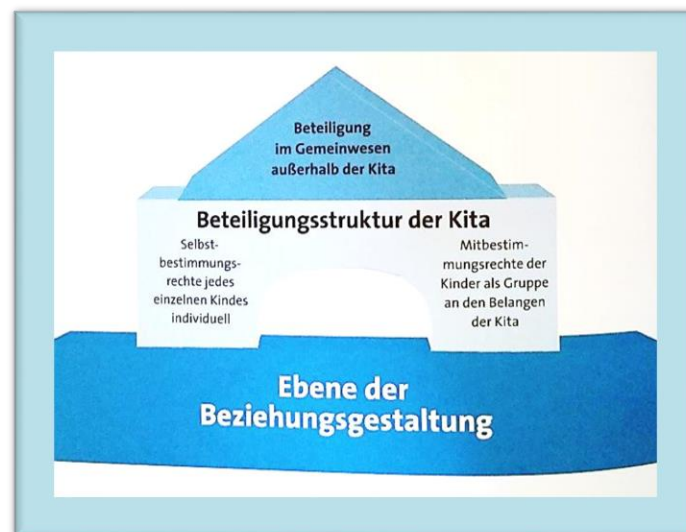 Beteiligung
im Gemeinwesen
außerhalb der Kita
Beteiligungsstruktur der Kita
Selbst-
bestimmungs-
rechte jedes
einzelnen Kindes
individuell
Mitbestim-
mungsrechte der
Kinder als Gruppe
an den Belangen
der Kita
Ebene der
Beziehungsgestaltung